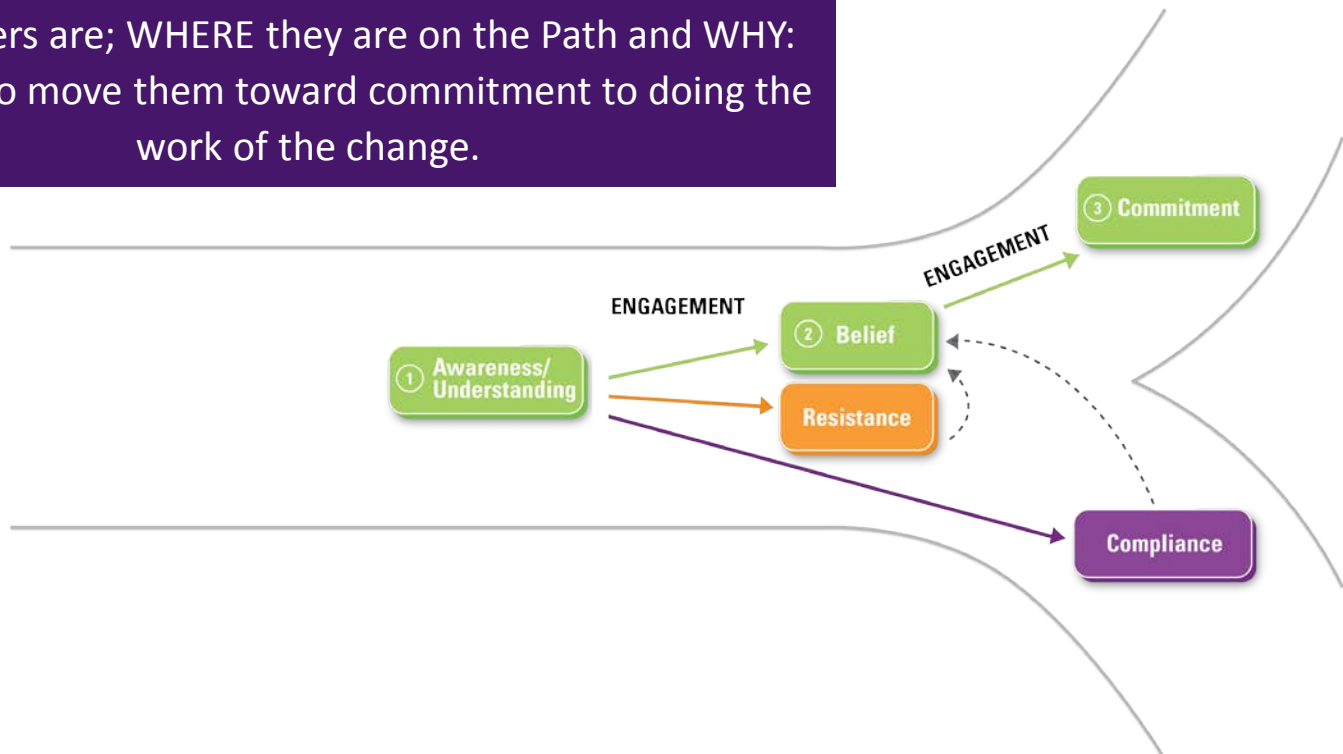 ers are; WHERE they are on the Path and WHY:
o move them toward commitment to doing the
work of the change.
3 Commitment
ENGAGEMENT
ENGAGEMENT
2 Belief
1 Awareness/
Understanding
Resistance
Compliance